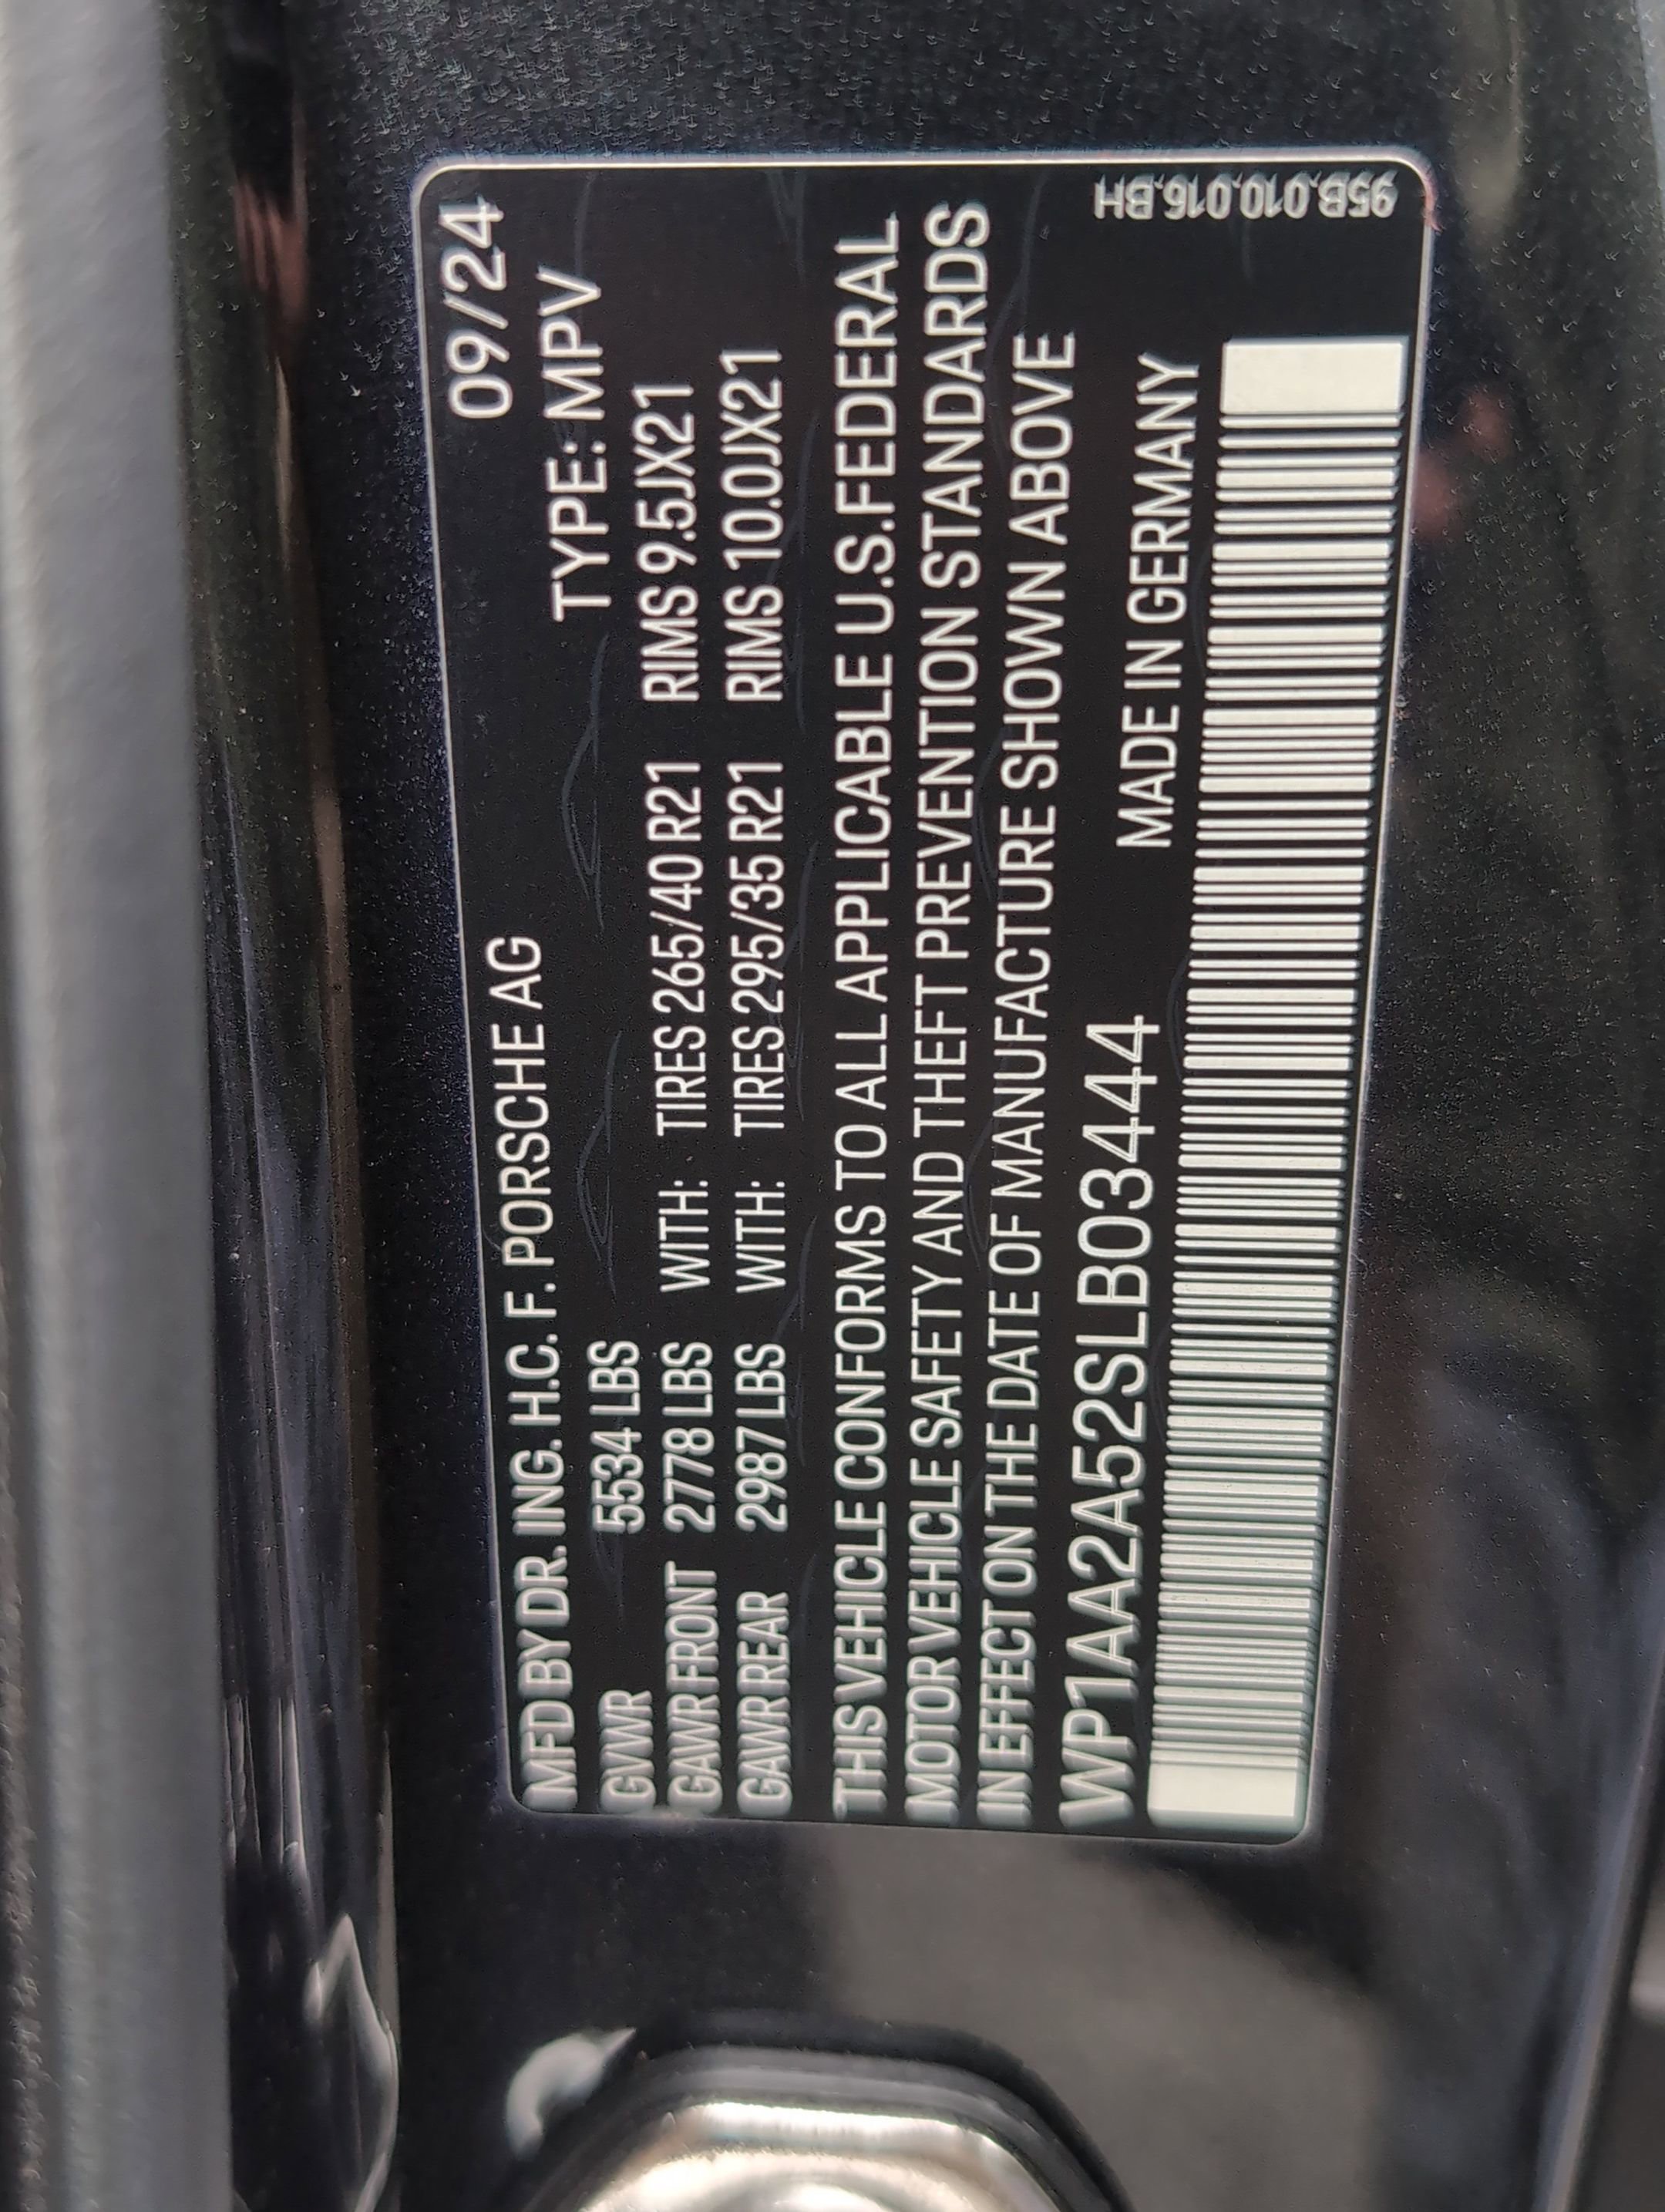 09/24
MFD BY DR. ING. H.C. F. PORSCHE AG
TYPE: MPV
GVWR 5534 LBS
GAWR FRONT 2778 LBS WITH: TIRES 265/40 R21 RIMS 9.5JX21
GAWR REAR 2987 LBS WITH: TIRES 295/35 R21 RIMS 10.0JX21
THIS VEHICLE CONFORMS TO ALL APPLICABLE U.S.FEDERAL
MOTOR VEHICLE SAFETY AND THEFT PREVENTION STANDARDS
IN EFFECT ON THE DATE OF MANUFACTURE SHOWN ABOVE
WP1AA2A52SLB03444 MADE IN GERMANY
95B.010.016.BH